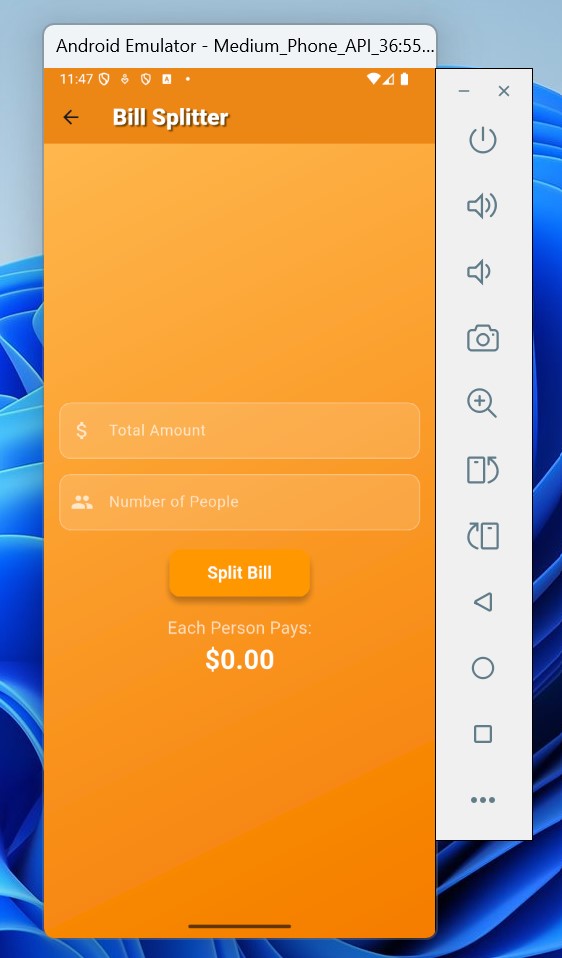 Android Emulator - Medium_Phone_API_36:55...
11:47
Bill Splitter
$ Total Amount
Number of People
Split Bill
Each Person Pays:
$0.00